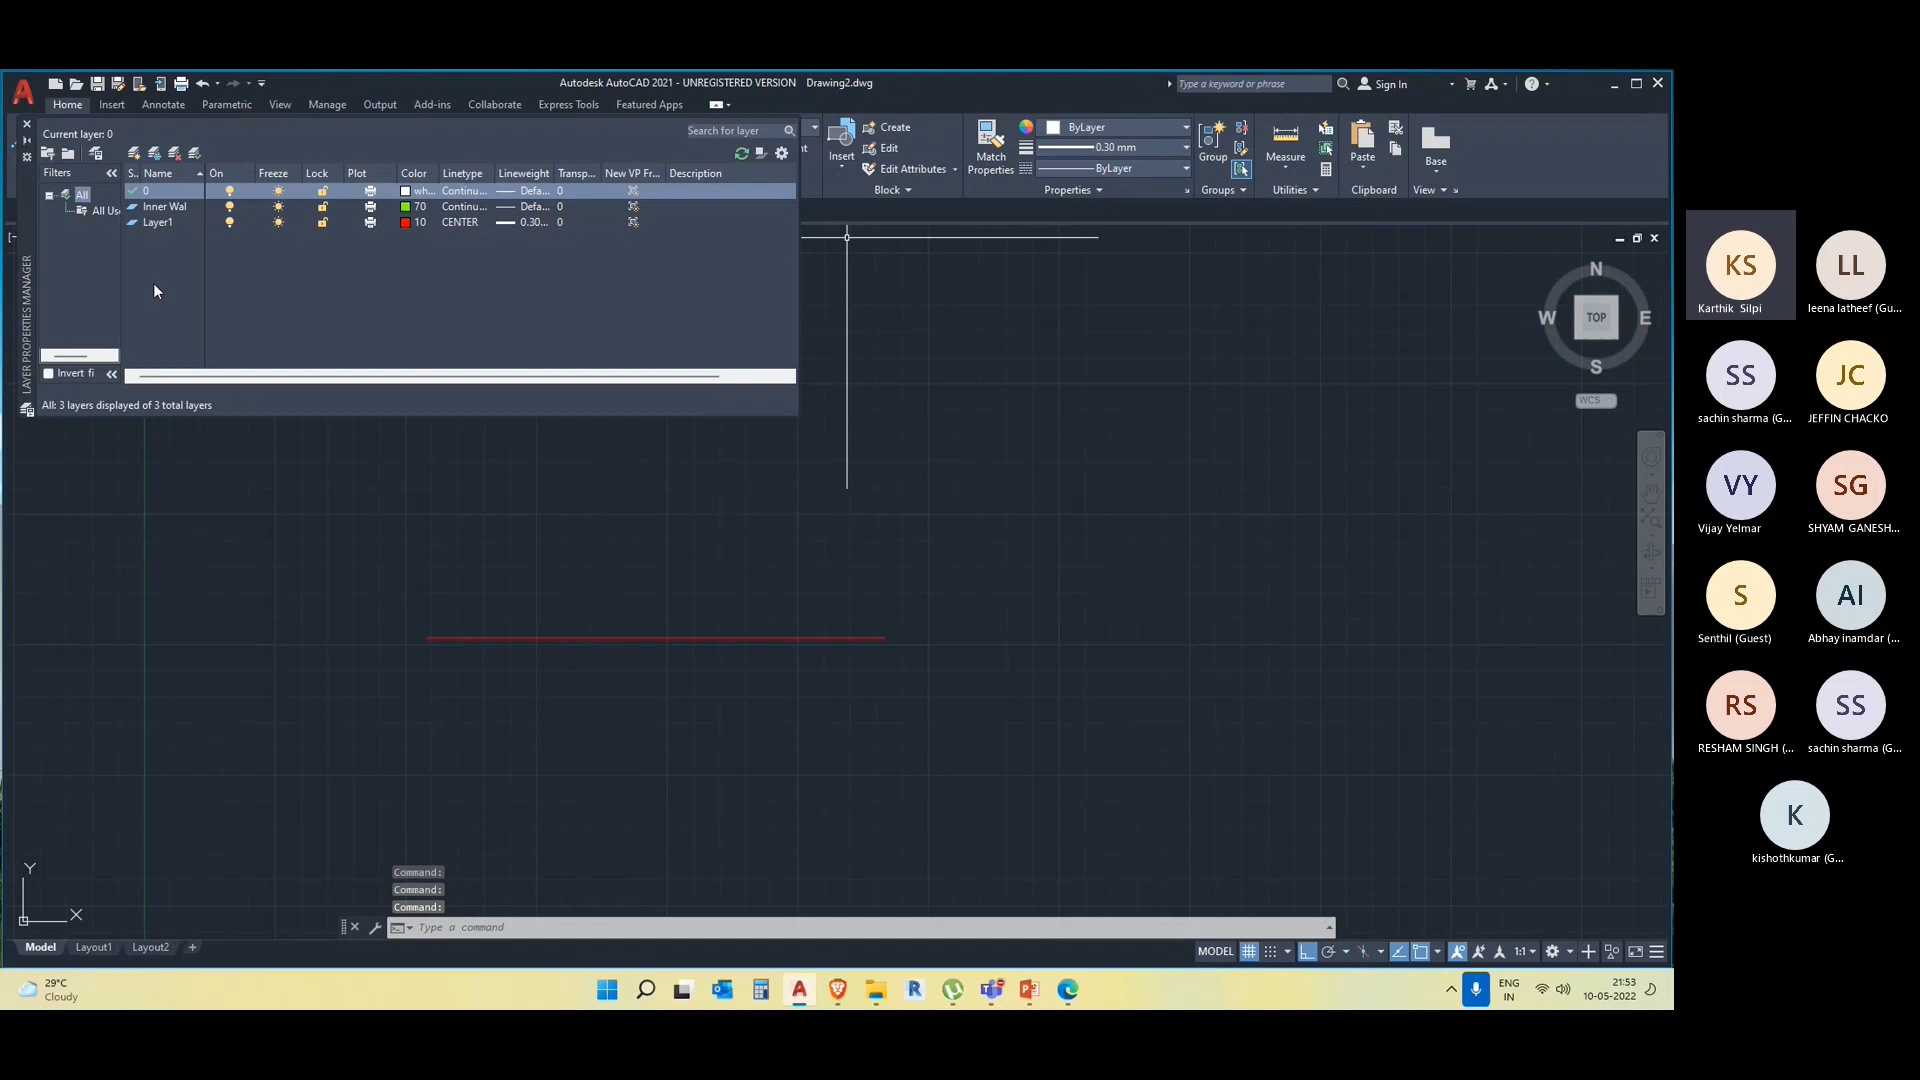 Autodesk AutoCAD 2021 - UNREGISTERED VERSION Drawing2.dwg
Type a keyword or phrase
Sign In
Home Insert Annotate Parametric View Manage Output Add-ins Collaborate Express Tools Featured Apps
Current layer: 0
Search for layer
Filters
S.. Name On Freeze Lock Plot Color Linetype Lineweight Transp... New VP Fr... Description
All
All Us
0 wh... Continu... Defa... 0
Inner Wal 70 Continu... Defa... 0
Layer1 10 CENTER 0.30... 0
Invert fi
All: 3 layers displayed of 3 total layers
LAYER PROPERTIES MANAGER
Insert
Create
Edit
Edit Attributes
Block
Match
Properties
ByLayer
0.30 mm
ByLayer
Properties
Group
Groups
Measure
Utilities
Paste
Clipboard
Base
View
N
W TOP E
S
WCS
Y
X
Command:
Command:
Command:
Type a command
Model Layout1 Layout2 +
MODEL 1:1
29°C
Cloudy
ENG
IN
21:53
10-05-2022
KS
Karthik Silpi
LL
leena latheef (Gu...
SS
sachin sharma (G...
JC
JEFFIN CHACKO
VY
Vijay Yelmar
SG
SHYAM GANESH...
S
Senthil (Guest)
AI
Abhay inamdar (...
RS
RESHAM SINGH (...
SS
sachin sharma (G...
K
kishothkumar (G...